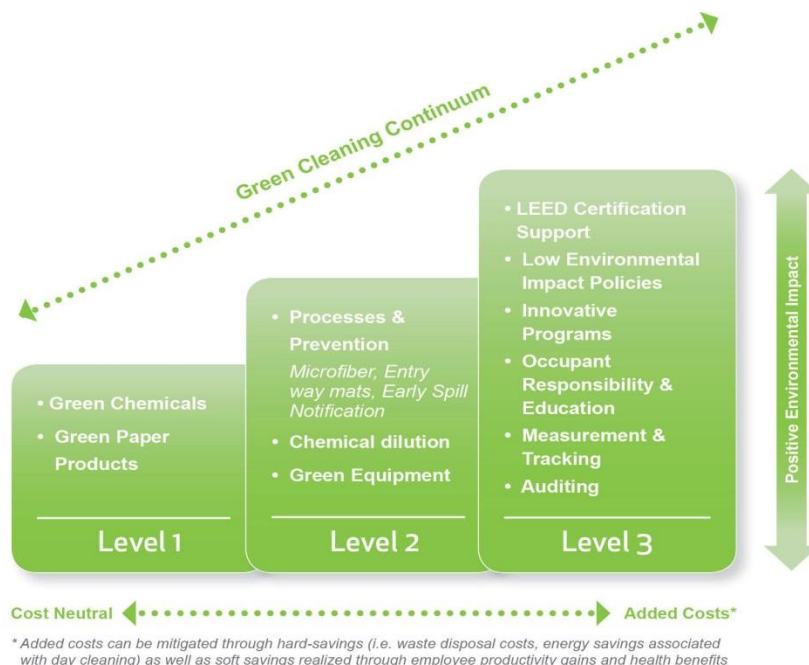 Green Cleaning Continuum
• Green Chemicals
• Green Paper
Products
Level 1
• Processes &
Prevention
Microfiber, Entry
way mats, Early Spill
Notification
• Chemical dilution
• Green Equipment
Level 2
• LEED Certification
Support
• Low Environmental
Impact Policies
• Innovative
Programs
• Occupant
Responsibility &
Education
• Measurement &
Tracking
• Auditing
Level 3
Positive Environmental Impact
Cost Neutral
Added Costs*
* Added costs can be mitigated through hard-savings (i.e. waste disposal costs, energy savings associated
with day cleaning) as well as soft savings realized through employee productivity gains and health benefits